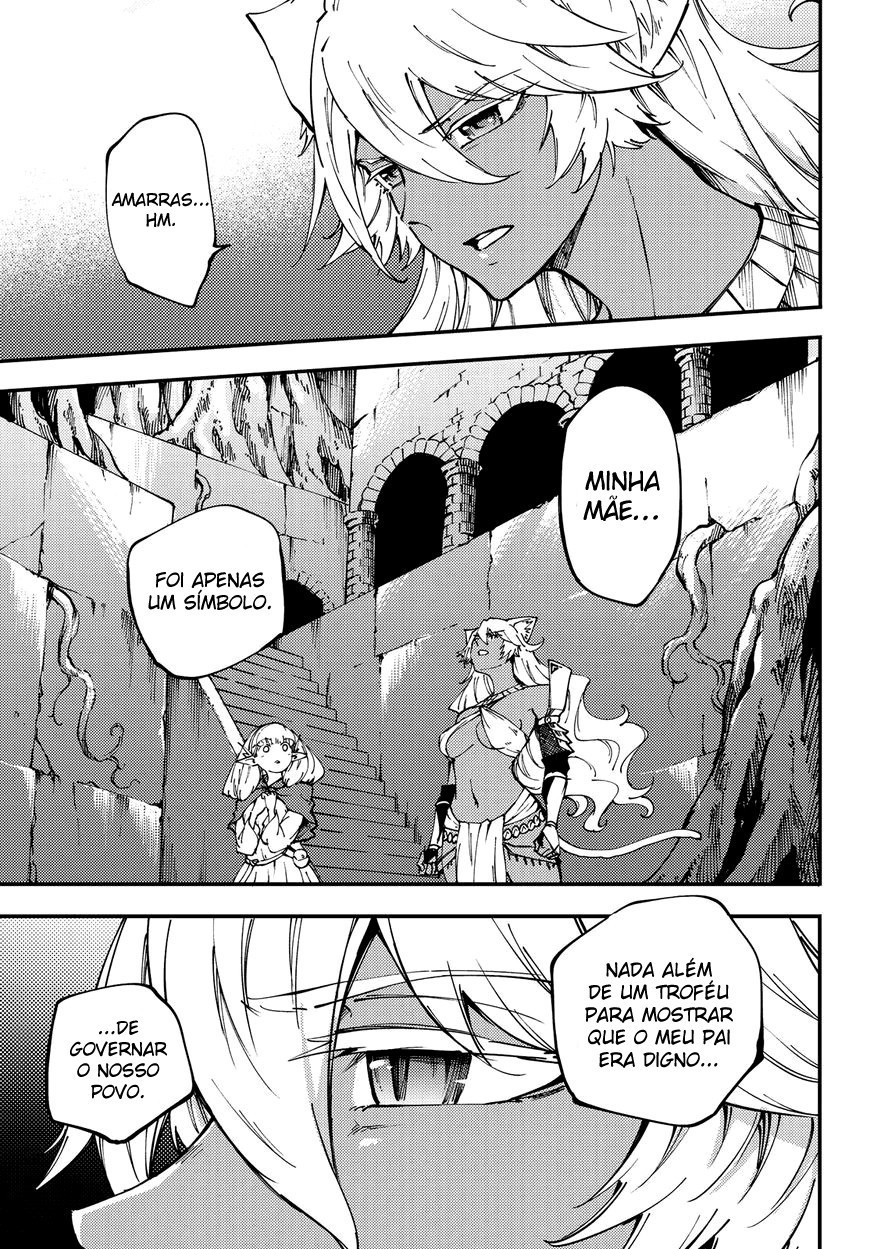 AMARRAS...
HM.
MINHA
MÃE...
FOI APENAS
UM SÍMBOLO.
NADA ALÉM
DE UM TROFÉU
PARA MOSTRAR
QUE O MEU PAI
ERA DIGNO...
...DE
GOVERNAR
O NOSSO
POVO.